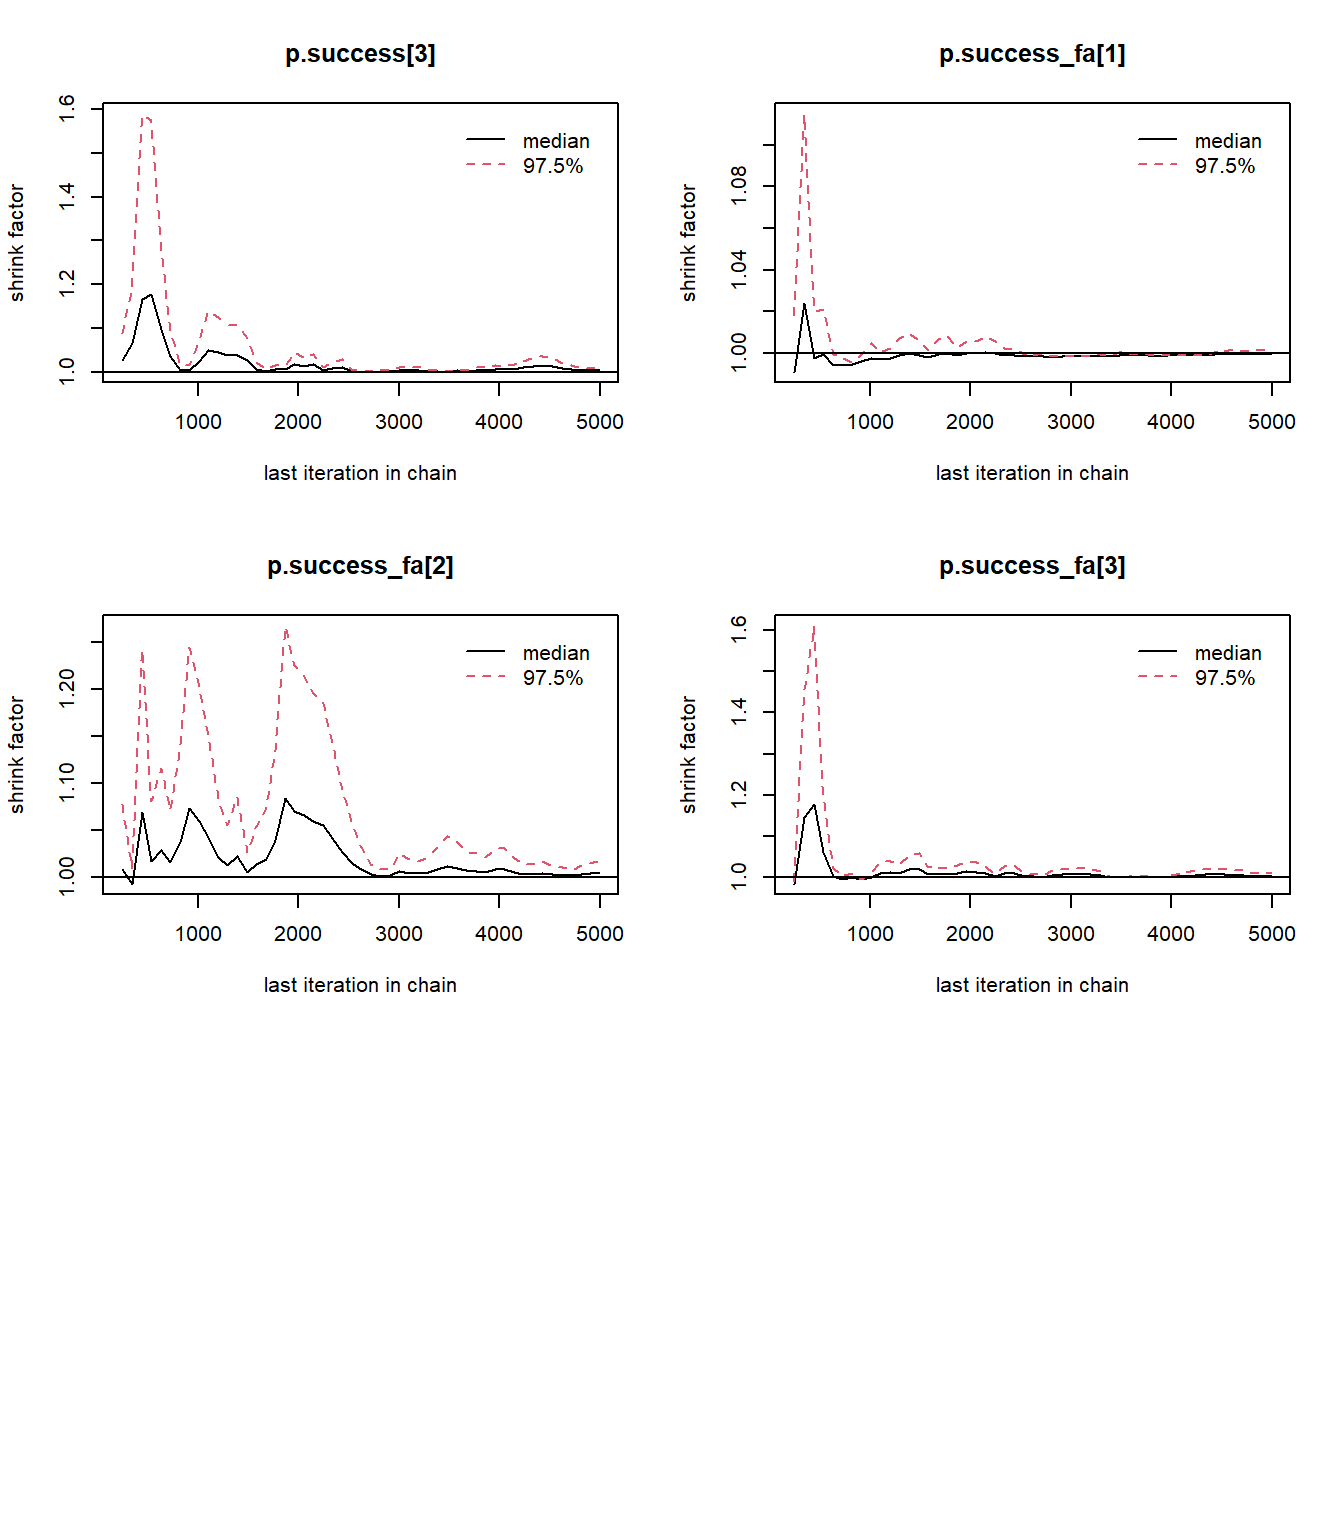 p.success[3]
shrink factor
1.0 1.2 1.4 1.6
median
97.5%
1000 2000 3000 4000 5000
last iteration in chain
p.success_fa[1]
shrink factor
1.00 1.04 1.08
median
97.5%
1000 2000 3000 4000 5000
last iteration in chain
p.success_fa[2]
shrink factor
1.00 1.10 1.20
median
97.5%
1000 2000 3000 4000 5000
last iteration in chain
p.success_fa[3]
shrink factor
1.0 1.2 1.4 1.6
median
97.5%
1000 2000 3000 4000 5000
last iteration in chain